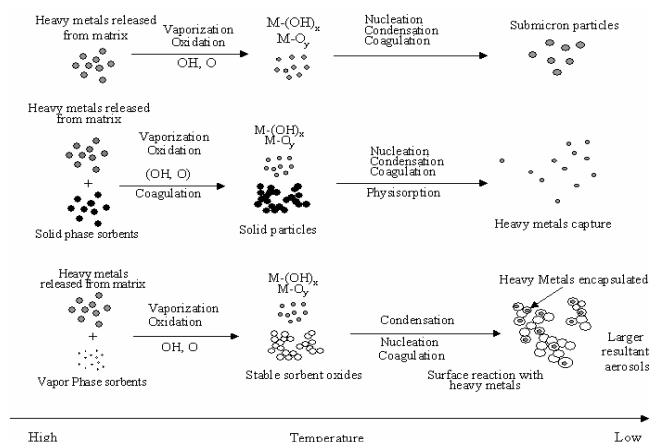 Heavy metals released
from matrix
Vaporization
Oxidation
OH, O
M-(OH)x
M-Oy
Nucleation
Condensation
Coagulation
Submicron particles
Heavy metals released
from matrix
+
Solid phase sorbents
Vaporization
Oxidation
(OH, O)
Coagulation
M-(OH)x
M-Oy
Solid particles
Nucleation
Condensation
Coagulation
Physisorption
Heavy metals capture
Heavy metals
released from matrix
+
Vapor Phase sorbents
Vaporization
Oxidation
OH, O
M-(OH)x
M-Oy
Stable sorbent oxides
Condensation
Nucleation
Coagulation
Heavy Metals encapsulated
Surface reaction with
heavy metals
Larger
resultant
aerosols
High
Temperature
Low